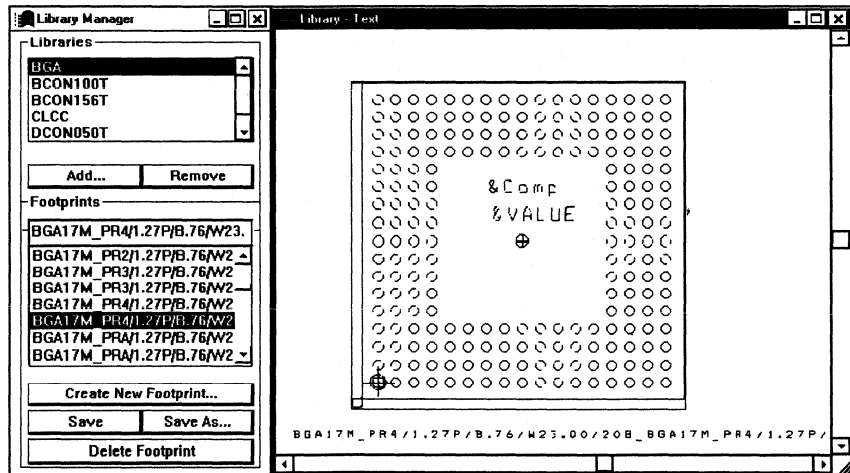 Library Manager
Libraries
BGA
BCON100T
BCON156T
CLCC
DCON050T
Add...
Remove
Footprints
BGA17M_PR4/1.27P/B.76/W23.
BGA17M_PR2/1.27P/B.76/W2
BGA17M_PR3/1.27P/B.76/W2
BGA17M_PR3/1.27P/B.76/W2
BGA17M_PR4/1.27P/B.76/W2
BGA17M_PR4/1.27P/B.76/W2
BGA17M_PRA/1.27P/B.76/W2
BGA17M_PRA/1.27P/B.76/W2
Create New Footprint...
Save
Save As...
Delete Footprint
Library - Text
&Comp
&VALUE
BGA17M_PR4/1.27P/B.76/W23.00/208_BGA17M_PR4/1.27P/